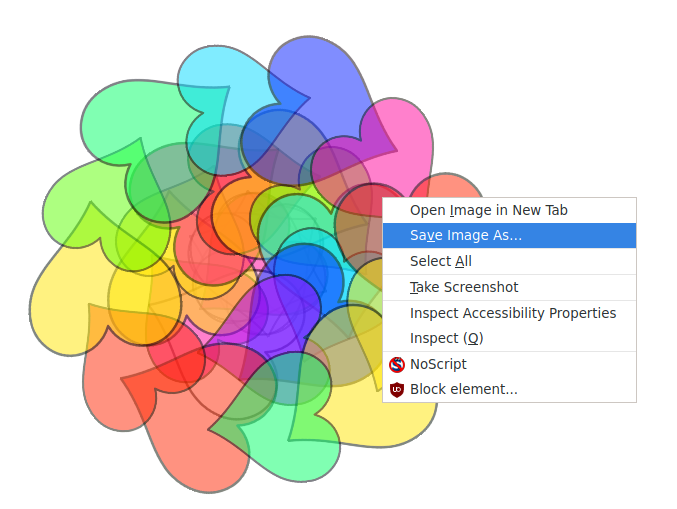 Open Image in New Tab
Save Image As...
Select All
Take Screenshot
Inspect Accessibility Properties
Inspect (Q)
NoScript
Block element...